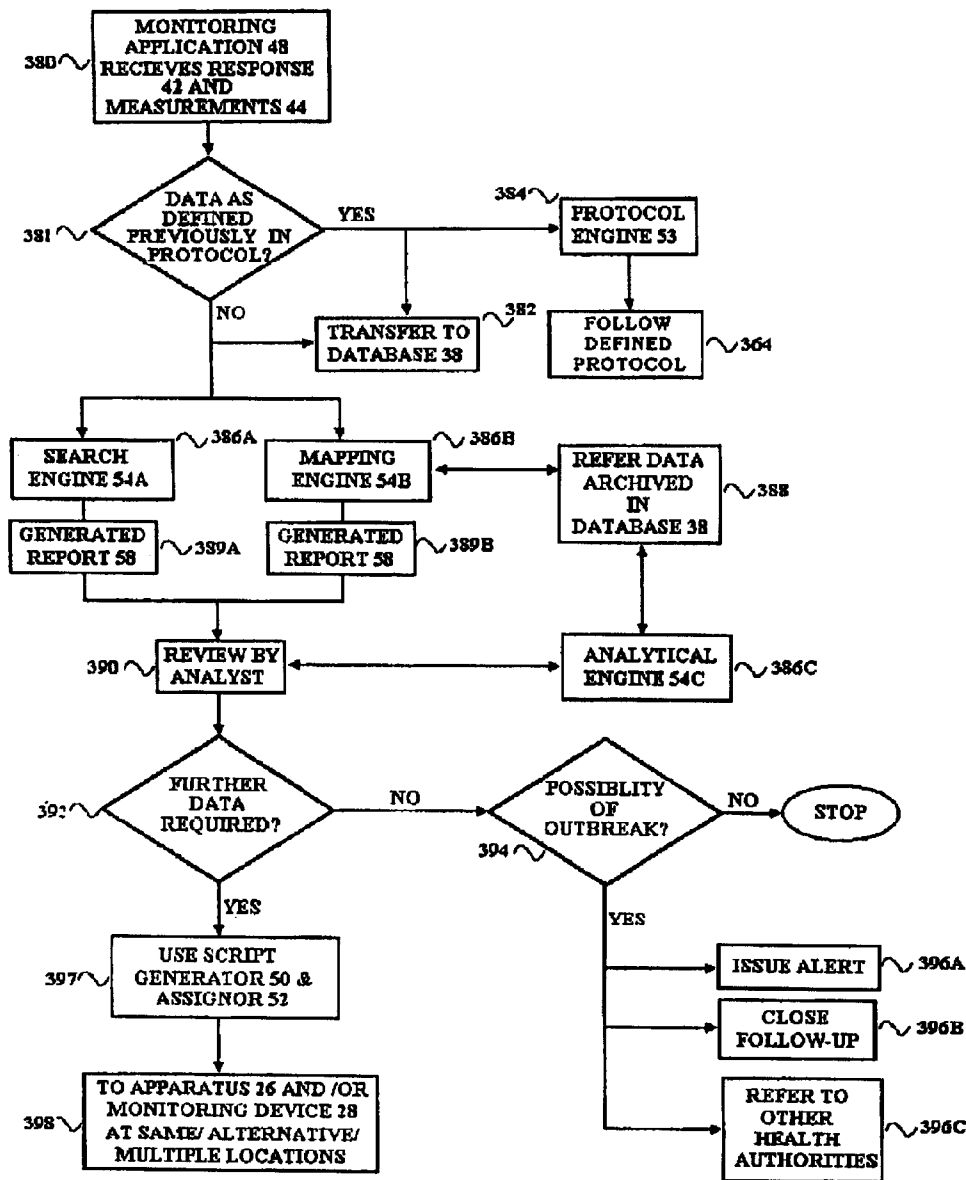 MONITORING
APPLICATION 48
RECIEVES RESPONSE
42 AND
MEASUREMENTS 44
380
DATA AS
DEFINED
PREVIOUSLY IN
PROTOCOL?
381
YES
384
PROTOCOL
ENGINE 53
NO
382
TRANSFER TO
DATABASE 38
FOLLOW
DEFINED
PROTOCOL
364
386A
386B
SEARCH
ENGINE 54A
MAPPING
ENGINE 54B
REFER DATA
ARCHIVED
IN
DATABASE 38
388
GENERATED
REPORT 58
389A
GENERATED
REPORT 58
389B
390
REVIEW BY
ANALYST
ANALYTICAL
ENGINE 54C
386C
392
FURTHER
DATA
REQUIRED?
NO
POSSIBLITY
OF
OUTBREAK?
394
NO
STOP
YES
YES
397
USE SCRIPT
GENERATOR 50 &
ASSIGNOR 52
ISSUE ALERT
396A
CLOSE
FOLLOW-UP
396B
398
TO APPARATUS 26 AND /OR
MONITORING DEVICE 28
AT SAME/ ALTERNATIVE/
MULTIPLE LOCATIONS
REFER TO
OTHER
HEALTH
AUTHORITIES
396C